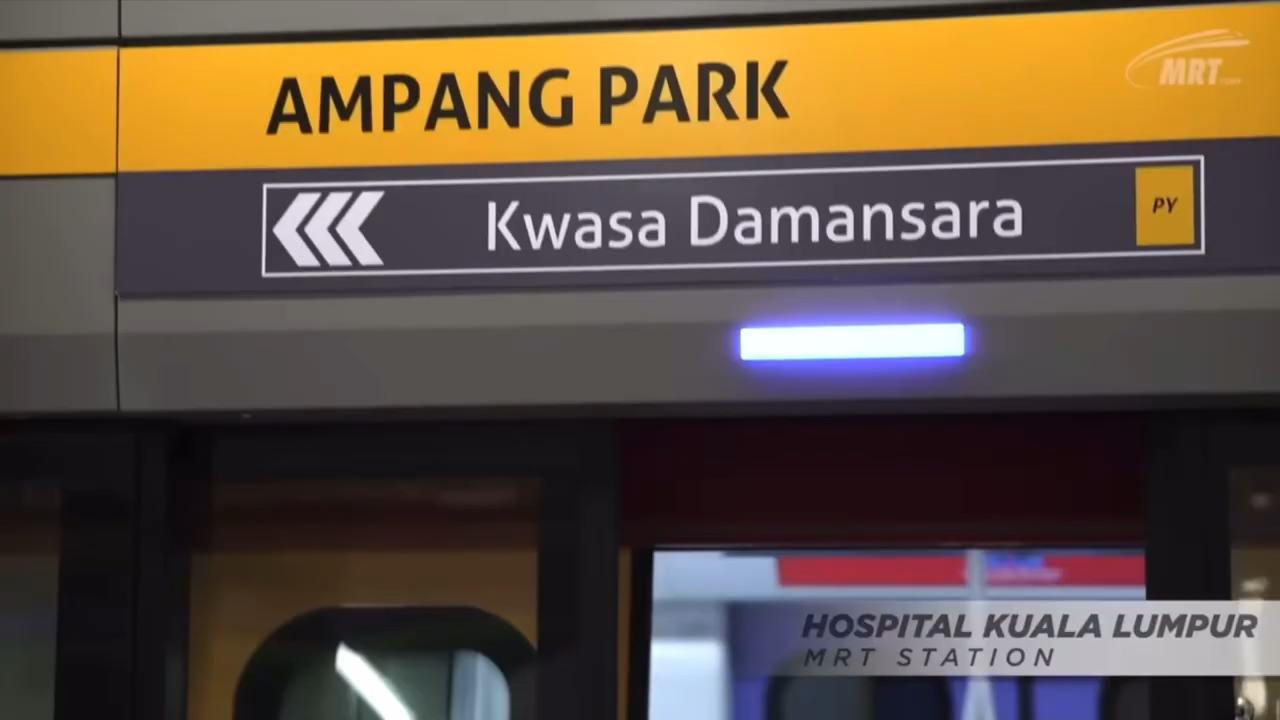 AMPANG PARK
MRT
Kwasa Damansara
PY
HOSPITAL KUALA LUMPUR
MRT STATION